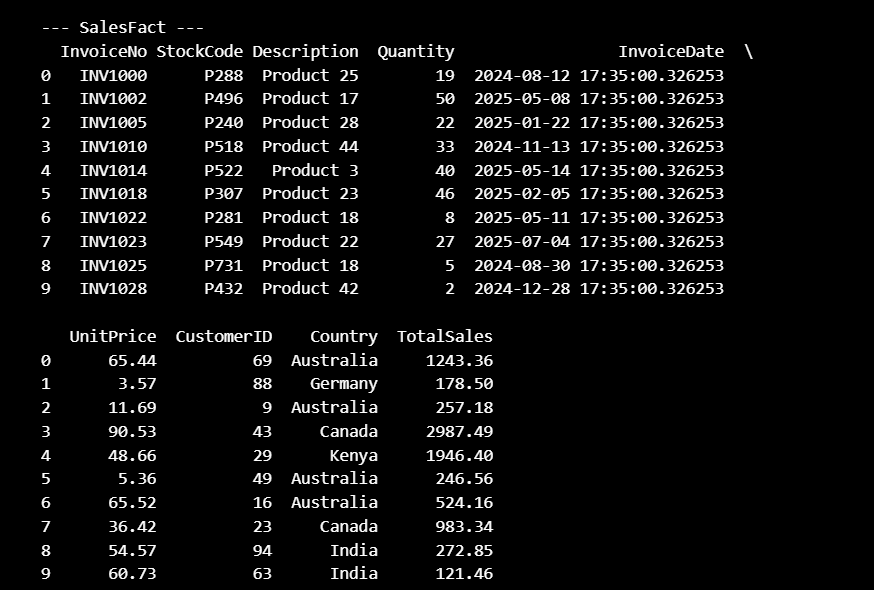 --- SalesFact ---
InvoiceNo StockCode Description Quantity InvoiceDate \
0 INV1000 P288 Product 25 19 2024-08-12 17:35:00.326253
1 INV1002 P496 Product 17 50 2025-05-08 17:35:00.326253
2 INV1005 P240 Product 28 22 2025-01-22 17:35:00.326253
3 INV1010 P518 Product 44 33 2024-11-13 17:35:00.326253
4 INV1014 P522 Product 3 40 2025-05-14 17:35:00.326253
5 INV1018 P307 Product 23 46 2025-02-05 17:35:00.326253
6 INV1022 P281 Product 18 8 2025-05-11 17:35:00.326253
7 INV1023 P549 Product 22 27 2025-07-04 17:35:00.326253
8 INV1025 P731 Product 18 5 2024-08-30 17:35:00.326253
9 INV1028 P432 Product 42 2 2024-12-28 17:35:00.326253
UnitPrice CustomerID Country TotalSales
0 65.44 69 Australia 1243.36
1 3.57 88 Germany 178.50
2 11.69 9 Australia 257.18
3 90.53 43 Canada 2987.49
4 48.66 29 Kenya 1946.40
5 5.36 49 Australia 246.56
6 65.52 16 Australia 524.16
7 36.42 23 Canada 983.34
8 54.57 94 India 272.85
9 60.73 63 India 121.46